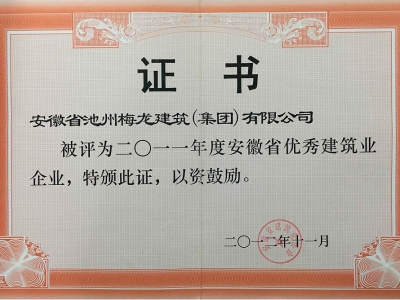 证 书
安徽省池州梅龙建筑(集团)有限公司
被评为二〇一一年度安徽省优秀建筑业
企业，特颁此证，以资鼓励。
二〇一二年十一月